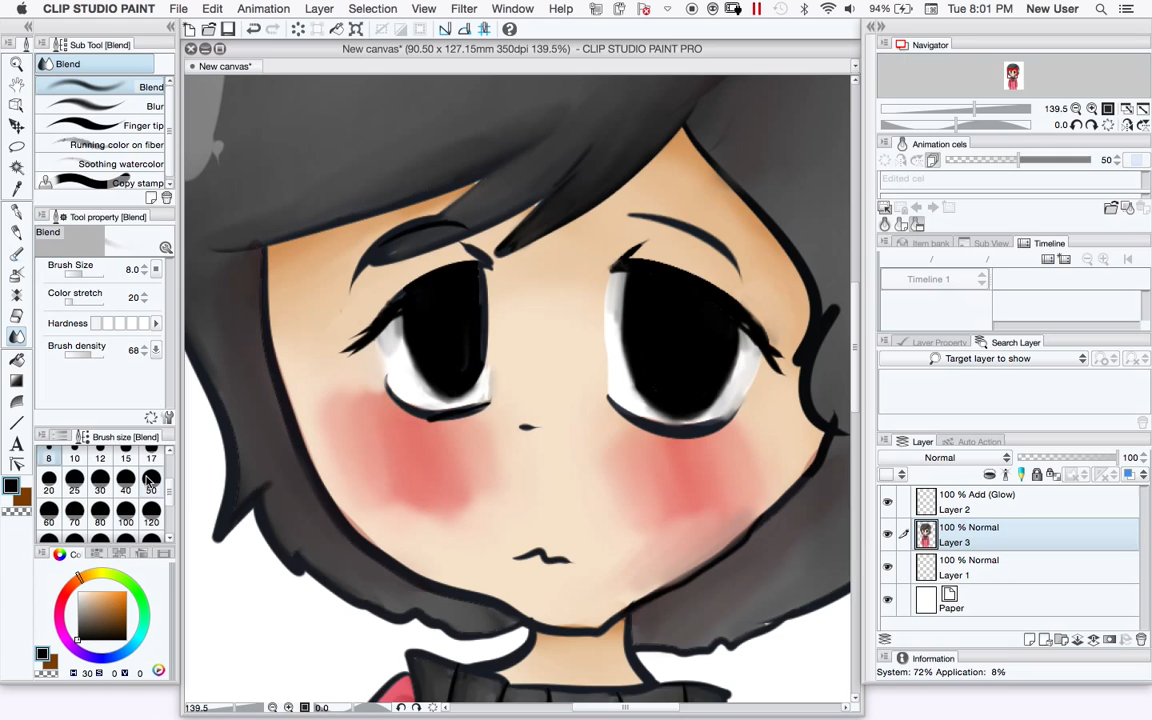 CLIP STUDIO PAINT File Edit Animation Layer Selection View Filter Window Help 94% Tue 8:01 PM New User
New canvas* (90.50 x 127.15mm 350dpi 139.5%) - CLIP STUDIO PAINT PRO
New canvas*
Sub Tool [Blend]
Blend
Blend
Blur
Finger tip
Running color on fiber
Soothing watercolor
Copy stamp
Tool property [Blend]
Blend
Brush Size 8.0
Color stretch 20
Hardness
Brush density 68
Brush size [Blend]
8 10 12 15 17
20 25 30 40 50
60 70 80 100 120
Co
H 30 S 0 V 0
139.5 0.0
Navigator
139.5
0.0
Animation cels
50
Edited cel
Item bank Sub View Timeline
/ /
Timeline 1
Layer Property Search Layer
Target layer to show
Layer Auto Action
Normal 100
100 % Add (Glow)
Layer 2
100 % Normal
Layer 3
100 % Normal
Layer 1
Paper
Information
System: 72% Application: 8%